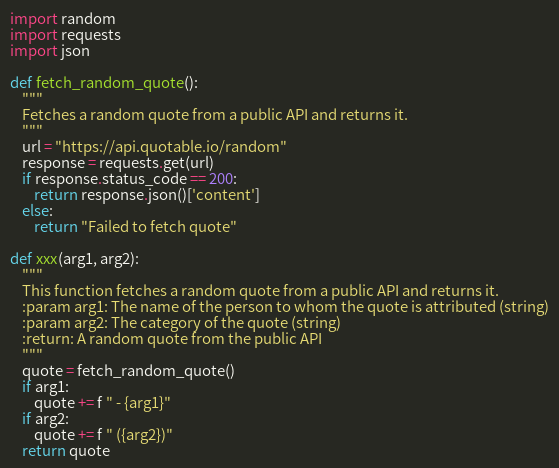 import random
import requests
import json

def fetch_random_quote():
    """
    Fetches a random quote from a public API and returns it.
    """
    url = "https://api.quotable.io/random"
    response = requests.get(url)
    if response.status_code == 200:
        return response.json()['content']
    else:
        return "Failed to fetch quote"

def xxx(arg1, arg2):
    """
    This function fetches a random quote from a public API and returns it.
    :param arg1: The name of the person to whom the quote is attributed (string)
    :param arg2: The category of the quote (string)
    :return: A random quote from the public API
    """
    quote = fetch_random_quote()
    if arg1:
        quote += f " - {arg1}"
    if arg2:
        quote += f " ({arg2})"
    return quote